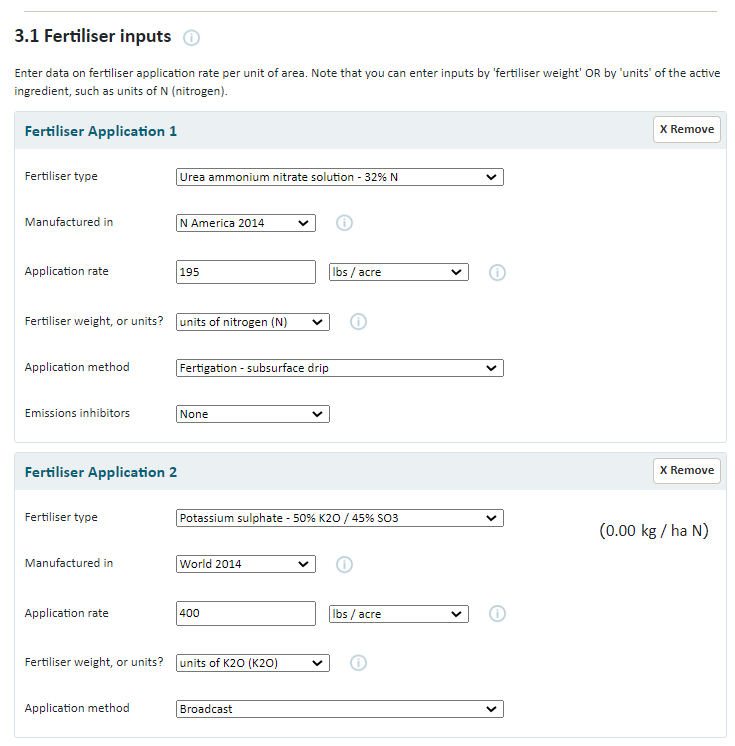 3.1 Fertiliser inputs
Enter data on fertiliser application rate per unit of area. Note that you can enter inputs by 'fertiliser weight' OR by 'units' of the active
ingredient, such as units of N (nitrogen).
Fertiliser Application 1
X Remove
Fertiliser type
Urea ammonium nitrate solution - 32% N
Manufactured in
N America 2014
Application rate
195
lbs / acre
Fertiliser weight, or units?
units of nitrogen (N)
Application method
Fertigation - subsurface drip
Emissions inhibitors
None
Fertiliser Application 2
X Remove
Fertiliser type
Potassium sulphate - 50% K2O / 45% SO3
(0.00 kg / ha N)
Manufactured in
World 2014
Application rate
400
lbs / acre
Fertiliser weight, or units?
units of K2O (K2O)
Application method
Broadcast